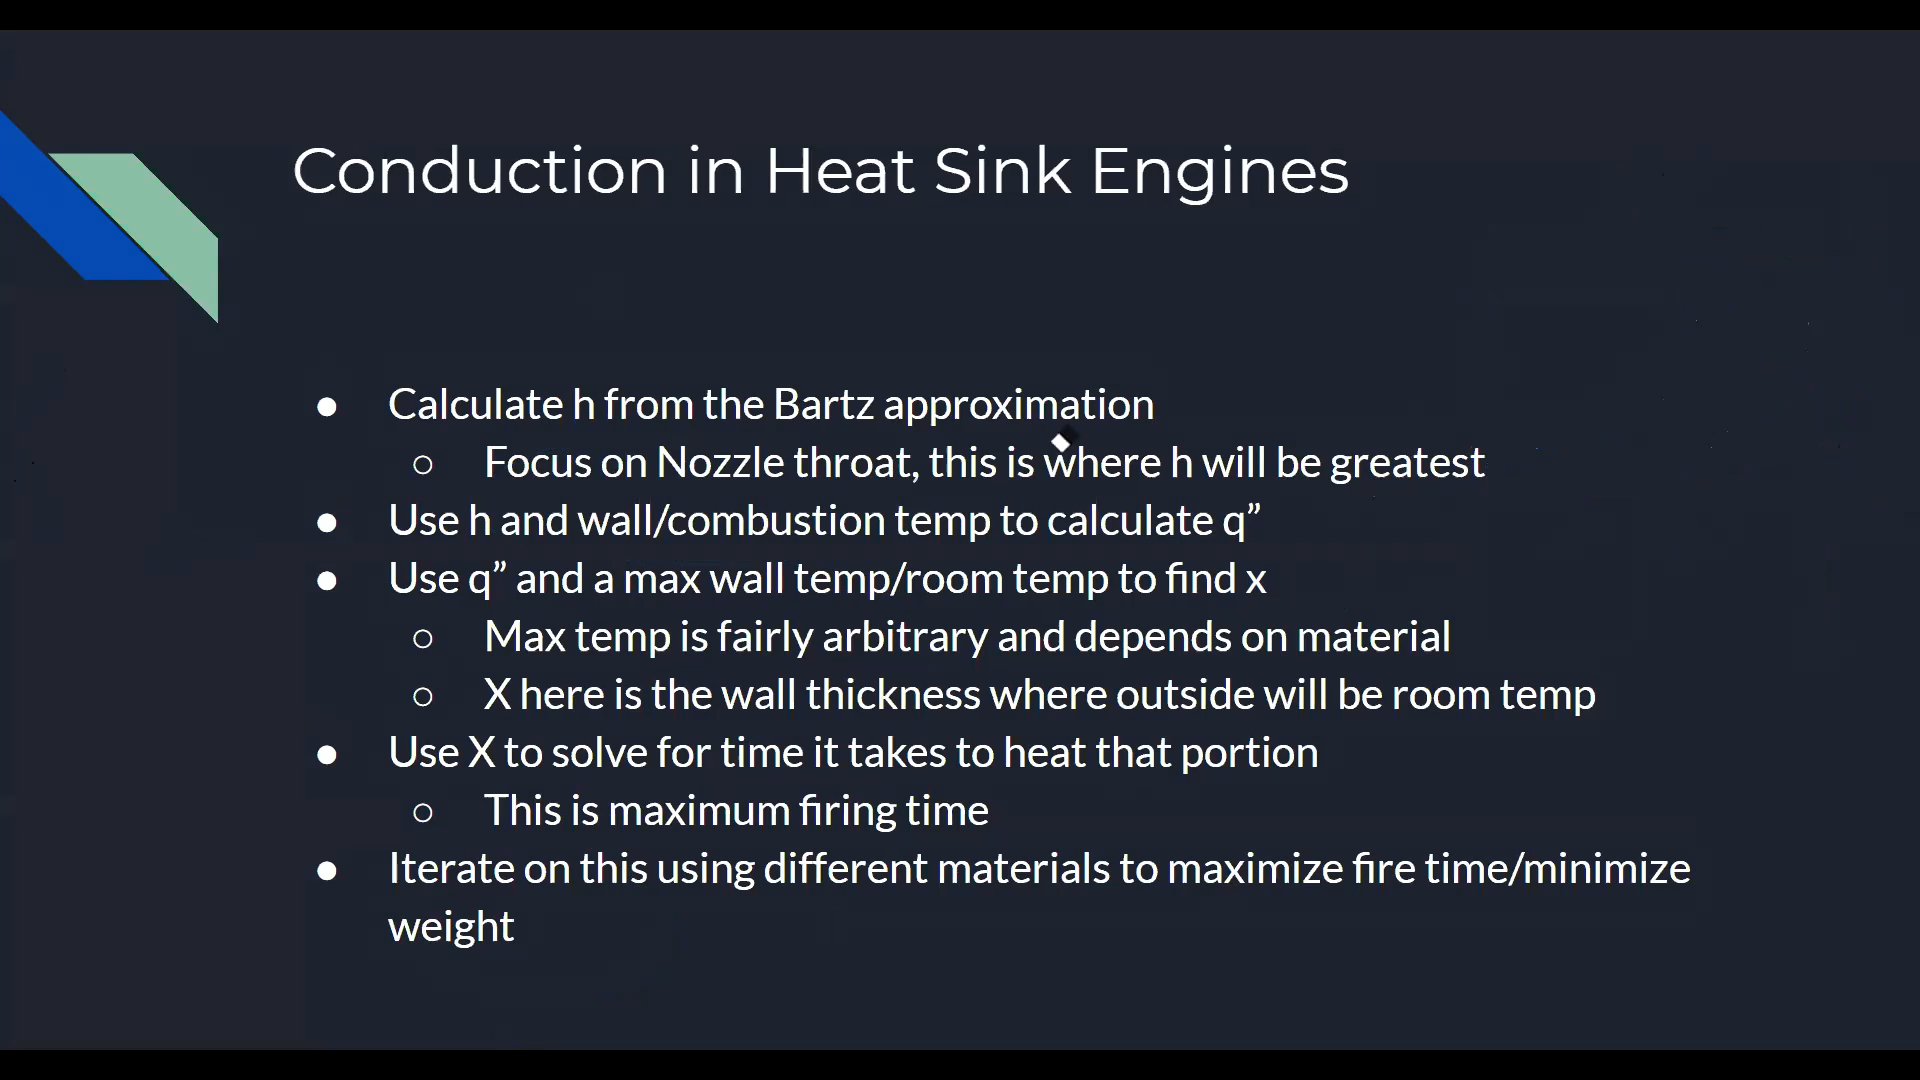 Conduction in Heat Sink Engines
● Calculate h from the Bartz approximation
○ Focus on Nozzle throat, this is where h will be greatest
● Use h and wall/combustion temp to calculate q”
● Use q” and a max wall temp/room temp to find x
○ Max temp is fairly arbitrary and depends on material
○ X here is the wall thickness where outside will be room temp
● Use X to solve for time it takes to heat that portion
○ This is maximum firing time
● Iterate on this using different materials to maximize fire time/minimize
weight